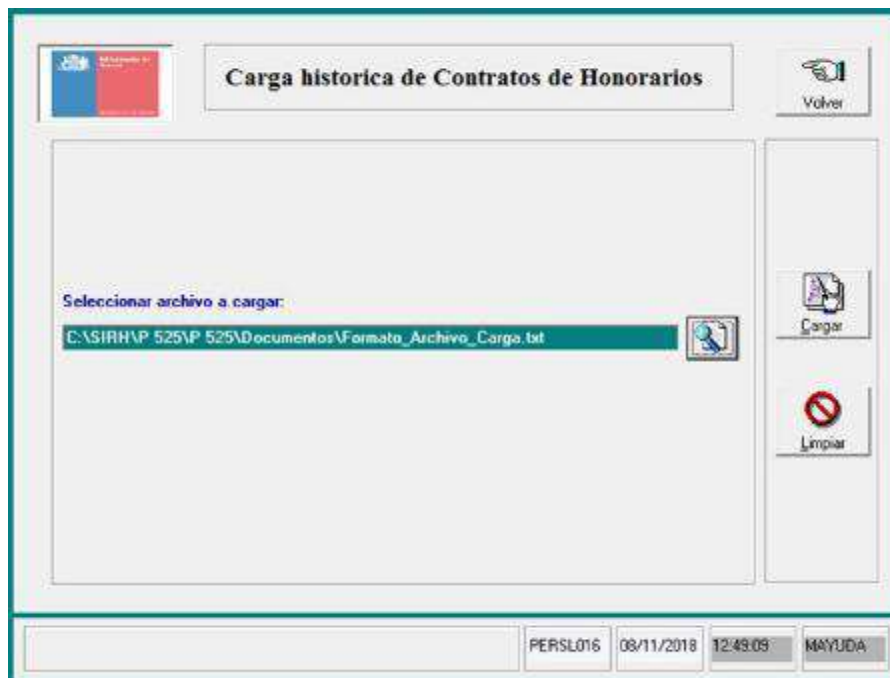 Carga historica de Contratos de Honorarios
Volver
Seleccionar archivo a cargar:
C:\SIRH\P 525\P 525\Documentos\Formato_Archivo_Carga.txt
Cargar
Limpiar
PERSL016 08/11/2018 12:49:09 MAYUDA